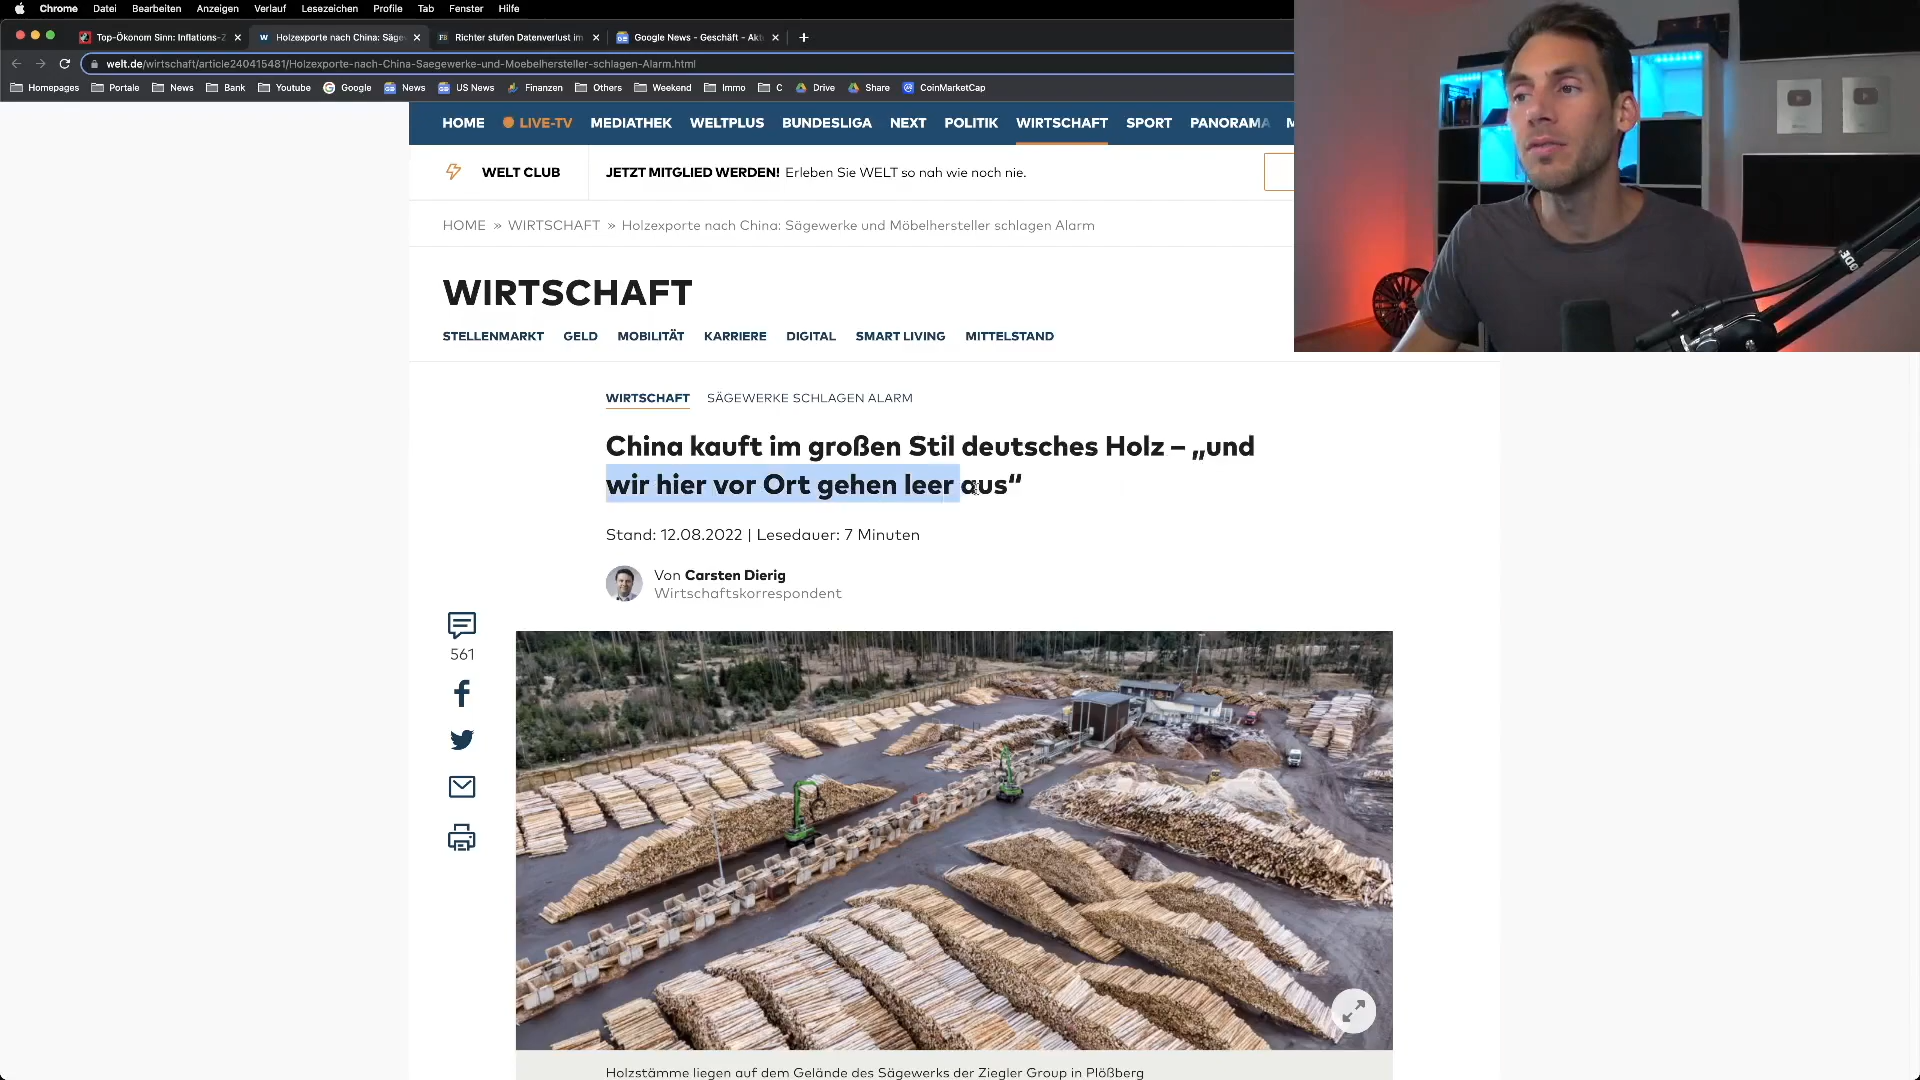 Chrome Datei Bearbeiten Anzeigen Verlauf Lesezeichen Profile Tab Fenster Hilfe
Top-Ökonom Sinn: Inflations-Z
Holzexporte nach China: Säge
Richter stufen Datenverlust im
Google News - Geschäft - Akt
welt.de/wirtschaft/article240415481/Holzexporte-nach-China-Saegewerke-und-Moebelhersteller-schlagen-Alarm.html
Homepages Portale News Bank Youtube Google News US News Finanzen Others Weekend Immo C Drive Share CoinMarketCap
HOME LIVE-TV MEDIATHEK WELTPLUS BUNDESLIGA NEXT POLITIK WIRTSCHAFT SPORT PANORAMA M
WELT CLUB JETZT MITGLIED WERDEN! Erleben Sie WELT so nah wie noch nie.
HOME » WIRTSCHAFT » Holzexporte nach China: Sägewerke und Möbelhersteller schlagen Alarm
WIRTSCHAFT
STELLENMARKT GELD MOBILITÄT KARRIERE DIGITAL SMART LIVING MITTELSTAND
WIRTSCHAFT SÄGEWERKE SCHLAGEN ALARM
China kauft im großen Stil deutsches Holz – „und
wir hier vor Ort gehen leer aus“
Stand: 12.08.2022 | Lesedauer: 7 Minuten
Von Carsten Dierig
Wirtschaftskorrespondent
561
Holzstämme liegen auf dem Gelände des Sägewerks der Ziegler Group in Plößberg